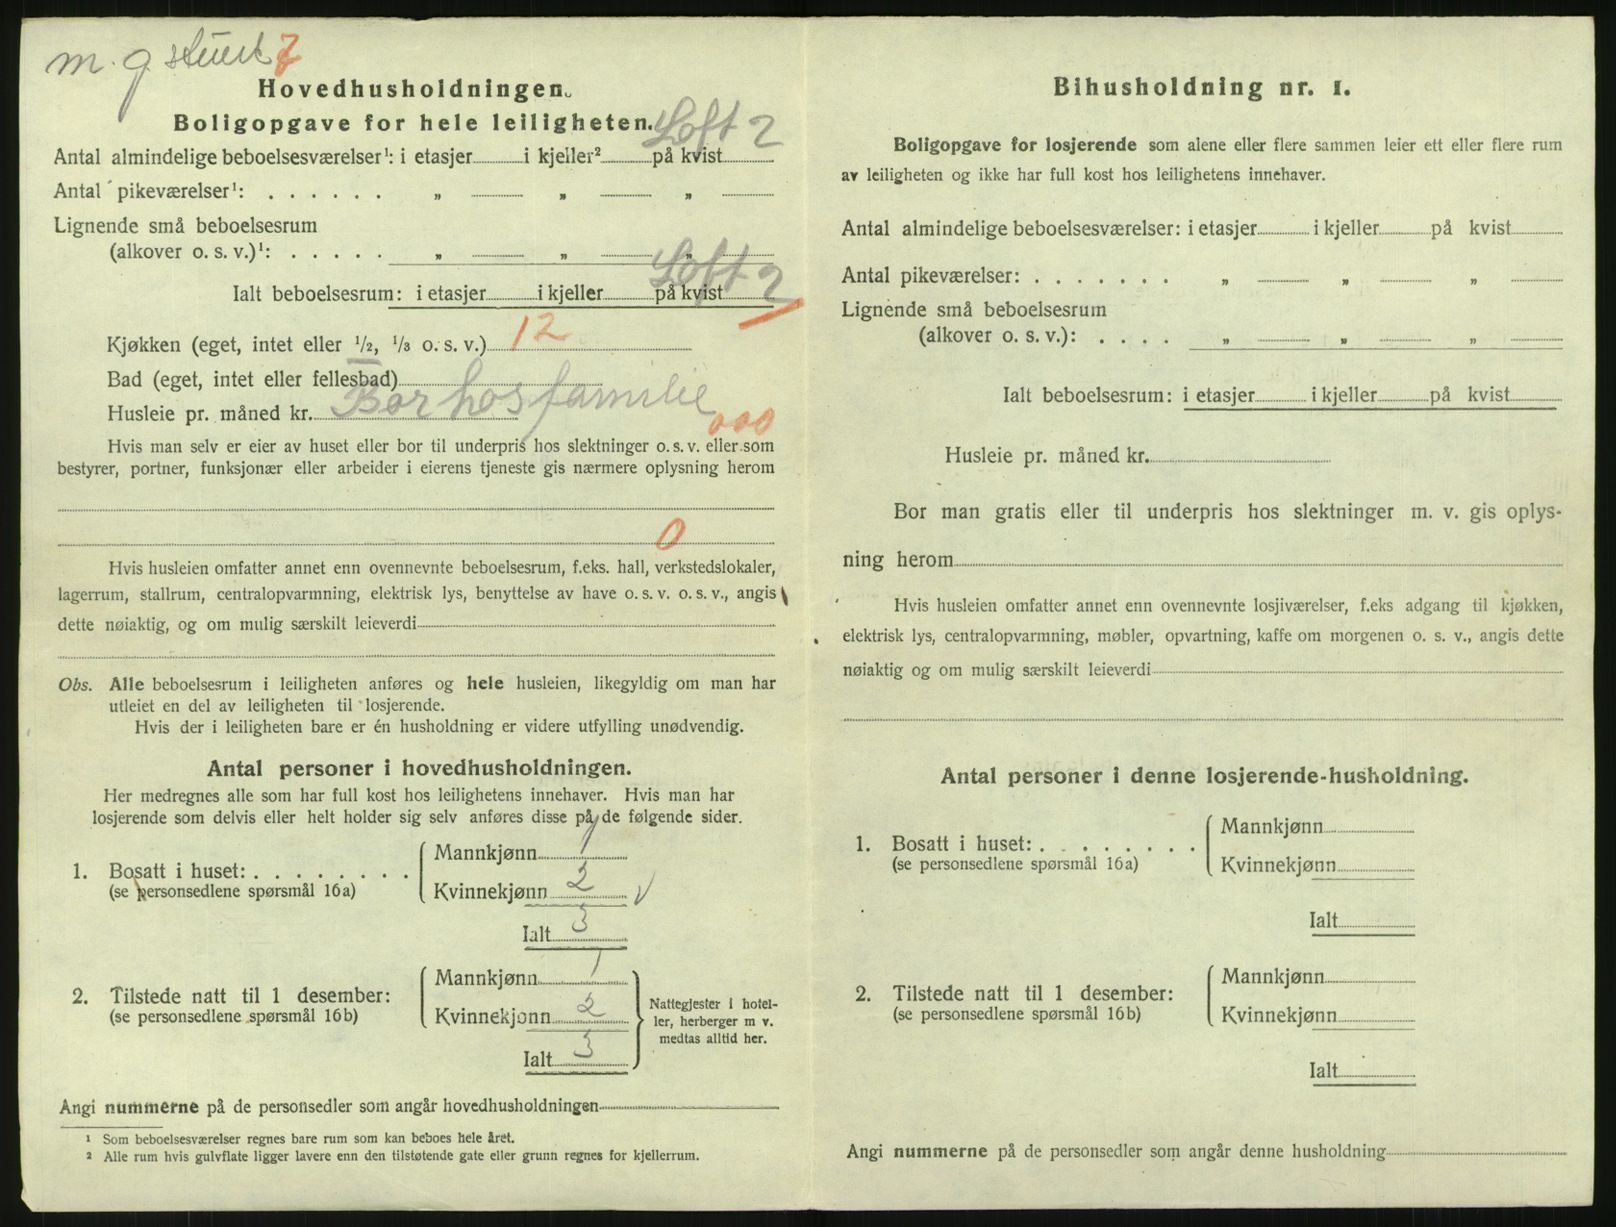 m. g. 7
Hovedhusholdningen.
Boligopgave for hele leiligheten. Loft 2
Antal almindelige beboelsesværelser¹: i etasjer i kjeller² på kvist
Antal pikeværelser¹: . . . . . . „ „ „
Lignende små beboelsesrum
(alkover o. s. v.)¹: . . . . . „ „ „
Loft 2
Ialt beboelsesrum: i etasjer i kjeller på kvist
Kjøkken (eget, intet eller 1/2, 1/3 o. s. v.) 12
Bad (eget, intet eller fellesbad)
Husleie pr. måned kr. Bor hos familie 000
Hvis man selv er eier av huset eller bor til underpris hos slektninger o. s. v. eller som
bestyrer, portner, funksjonær eller arbeider i eierens tjeneste gis nærmere oplysning herom
0
Hvis husleien omfatter annet enn ovennevnte beboelsesrum, f.eks. hall, verkstedslokaler,
lagerrum, stallrum, centralopvarmning, elektrisk lys, benyttelse av have o. s. v. o. s. v., angis
dette nøiaktig, og om mulig særskilt leieverdi
Obs. Alle beboelsesrum i leiligheten anføres og hele husleien, likegyldig om man har
utleiet en del av leiligheten til losjerende.
Hvis der i leiligheten bare er én husholdning er videre utfylling unødvendig.
Antal personer i hovedhusholdningen.
Her medregnes alle som har full kost hos leilighetens innehaver. Hvis man har
losjerende som delvis eller helt holder sig selv anføres disse på de følgende sider.
1. Bosatt i huset: . . . . . . . .
(se personsedlene spørsmål 16a)
Mannkjønn 1
Kvinnekjønn 2 v
Ialt 3
2. Tilstede natt til 1 desember:
(se personsedlene spørsmål 16b)
Mannkjønn 1
Kvinnekjønn 2
Ialt 3
Nattegjester i hotel-
ler, herberger m v.
medtas alltid her.
Angi nummerne på de personsedler som angår hovedhusholdningen
¹ Som beboelsesværelser regnes bare rum som kan beboes hele året.
² Alle rum hvis gulvflate ligger lavere enn den tilstøtende gate eller grunn regnes for kjellerrum.
Bihusholdning nr. 1.
Boligopgave for losjerende som alene eller flere sammen leier ett eller flere rum
av leiligheten og ikke har full kost hos leilighetens innehaver.
Antal almindelige beboelsesværelser: i etasjer i kjeller på kvist
Antal pikeværelser: . . . . . . . „ „ „
Lignende små beboelsesrum
(alkover o. s. v.): . . . . „ „ „
Ialt beboelsesrum: i etasjer i kjeller på kvist
Husleie pr. måned kr.
Bor man gratis eller til underpris hos slektninger m. v. gis oplys-
ning herom
Hvis husleien omfatter annet enn ovennevnte losjiværelser, f.eks adgang til kjøkken,
elektrisk lys, centralopvarmning, møbler, opvartning, kaffe om morgenen o. s. v., angis dette
nøiaktig og om mulig særskilt leieverdi
Antal personer i denne losjerende-husholdning.
1. Bosatt i huset: . . . . . . . .
(se personsedlene spørsmål 16a)
Mannkjønn
Kvinnekjønn
Ialt
2. Tilstede natt til 1 desember:
(se personsedlene spørsmål 16b)
Mannkjønn
Kvinnekjønn
Ialt
Angi nummerne på de personsedler som angår denne husholdning